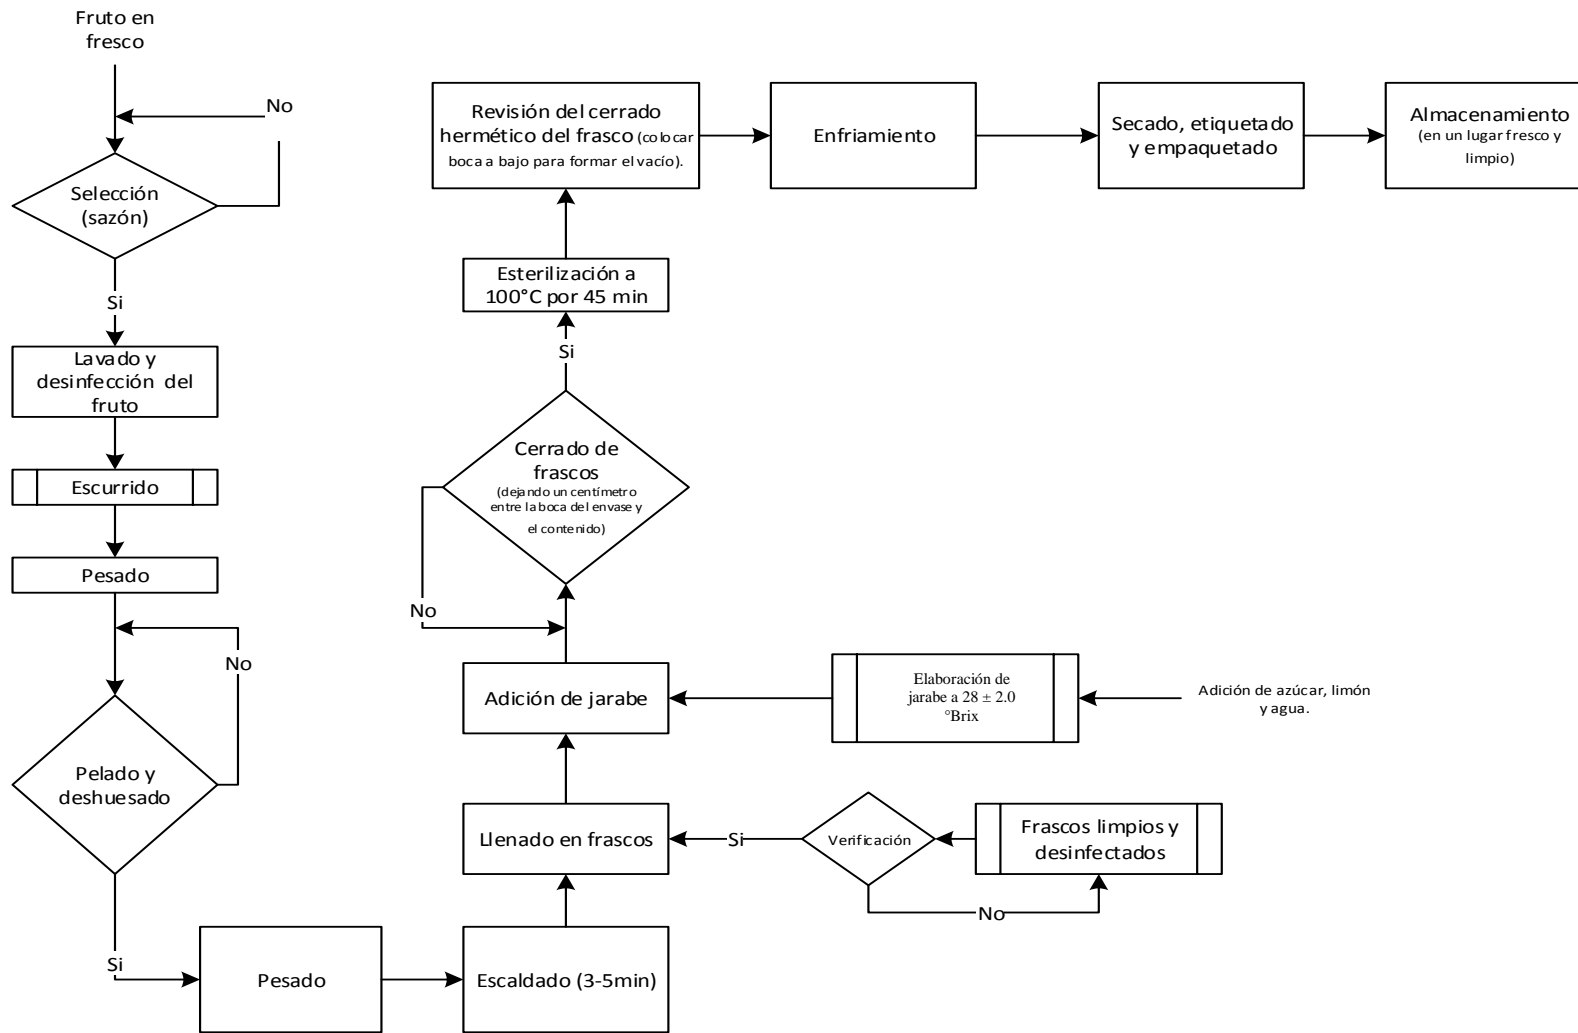 Fruto en
fresco
No
Selección
(sazón)
Si
Lavado y
desinfección del
fruto
Escurrido
Pesado
No
Pelado y
deshuesado
Si
Pesado
Escaldado (3-5min)
Llenado en frascos
Si
Verificación
Frascos limpios y
desinfectados
No
Adición de jarabe
Elaboración de
jarabe a 28 ± 2.0
°Brix
Adición de azúcar, limón
y agua.
No
Cerrado de
frascos
(dejando un centímetro
entre la boca del envase y
el contenido)
Si
Esterilización a
100°C por 45 min
Revisión del cerrado
hermético del frasco (colocar
boca a bajo para formar el vacío).
Enfriamiento
Secado, etiquetado
y empaquetado
Almacenamiento
(en un lugar fresco y
limpio)